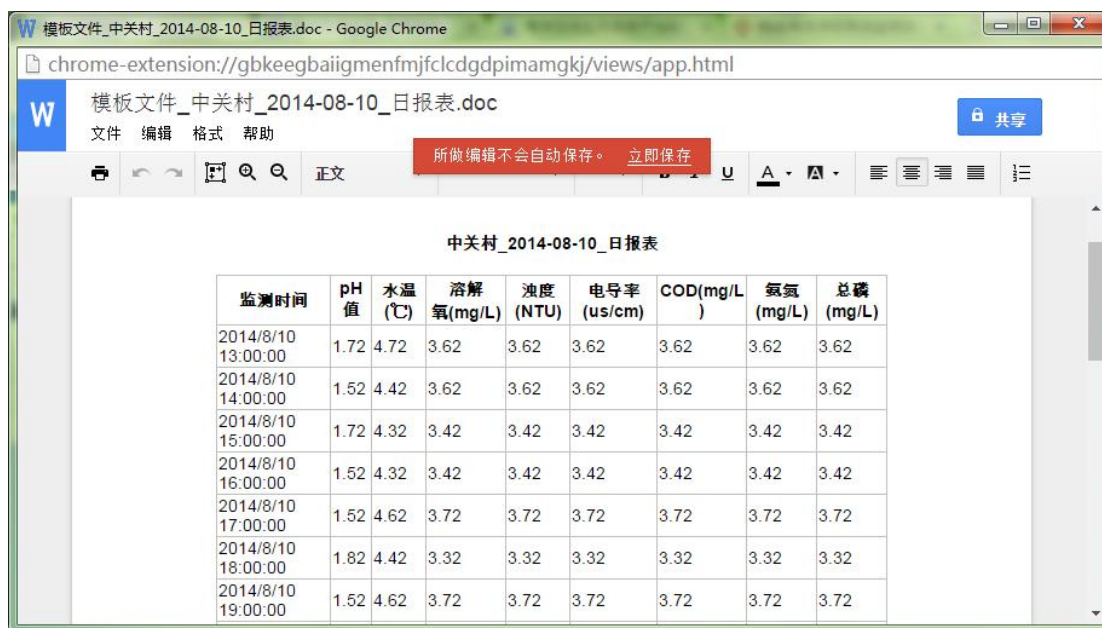 模板文件_中关村_2014-08-10_日报表.doc - Google Chrome
chrome-extension://gbkeegbaiigmenfmjfclcdgdpimamgkj/views/app.html
W
模板文件_中关村_2014-08-10_日报表.doc
共享
文件 编辑 格式 帮助
所做编辑不会自动保存。 立即保存
正文
U A A
中关村_2014-08-10_日报表
监测时间 pH值 水温(℃) 溶解氧(mg/L) 浊度(NTU) 电导率(us/cm) COD(mg/L) 氨氮(mg/L) 总磷(mg/L)
2014/8/10 13:00:00 1.72 4.72 3.62 3.62 3.62 3.62 3.62 3.62
2014/8/10 14:00:00 1.52 4.42 3.62 3.62 3.62 3.62 3.62 3.62
2014/8/10 15:00:00 1.72 4.32 3.42 3.42 3.42 3.42 3.42 3.42
2014/8/10 16:00:00 1.52 4.32 3.42 3.42 3.42 3.42 3.42 3.42
2014/8/10 17:00:00 1.52 4.62 3.72 3.72 3.72 3.72 3.72 3.72
2014/8/10 18:00:00 1.82 4.42 3.32 3.32 3.32 3.32 3.32 3.32
2014/8/10 19:00:00 1.52 4.62 3.72 3.72 3.72 3.72 3.72 3.72